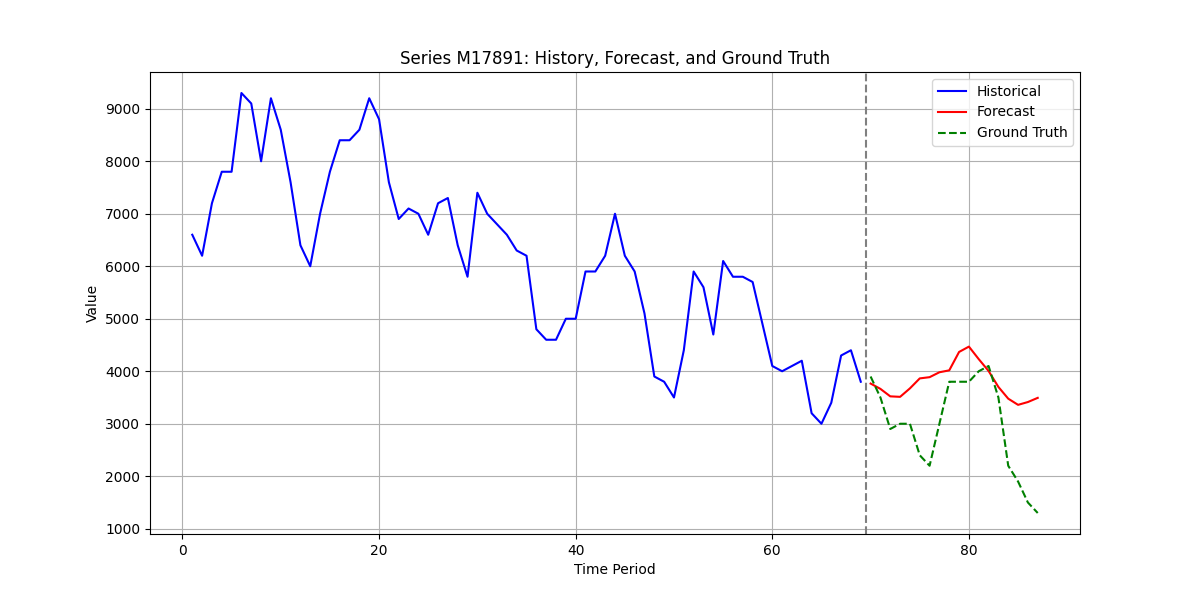 Series M17891: History, Forecast, and Ground Truth
Historical
Forecast
Ground Truth
9000
8000
7000
6000
5000
4000
3000
2000
1000
Value
0
20
40
60
80
Time Period